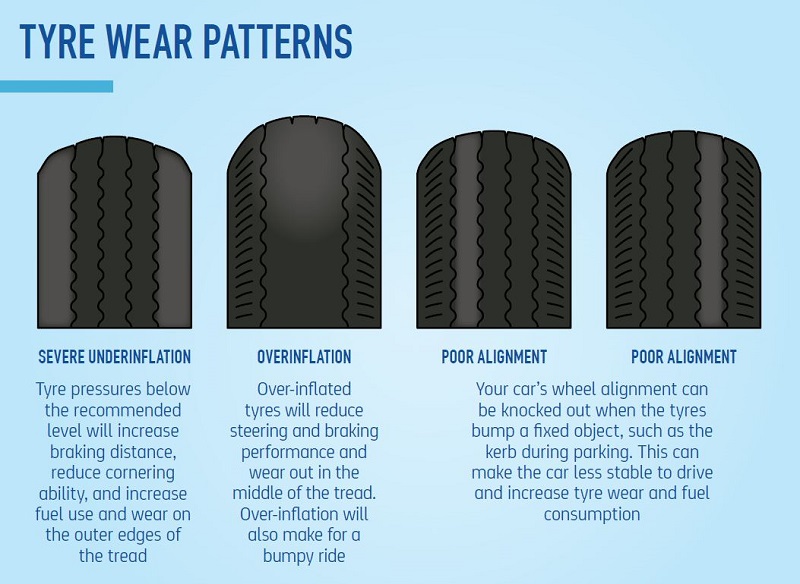 TYRE WEAR PATTERNS
SEVERE UNDERINFLATION
Tyre pressures below
the recommended
level will increase
braking distance,
reduce cornering
ability, and increase
fuel use and wear on
the outer edges of
the tread
OVERINFLATION
Over-inflated
tyres will reduce
steering and braking
performance and
wear out in the
middle of the tread.
Over-inflation will
also make for a
bumpy ride
POOR ALIGNMENT
POOR ALIGNMENT
Your car’s wheel alignment can
be knocked out when the tyres
bump a fixed object, such as the
kerb during parking. This can
make the car less stable to drive
and increase tyre wear and fuel
consumption